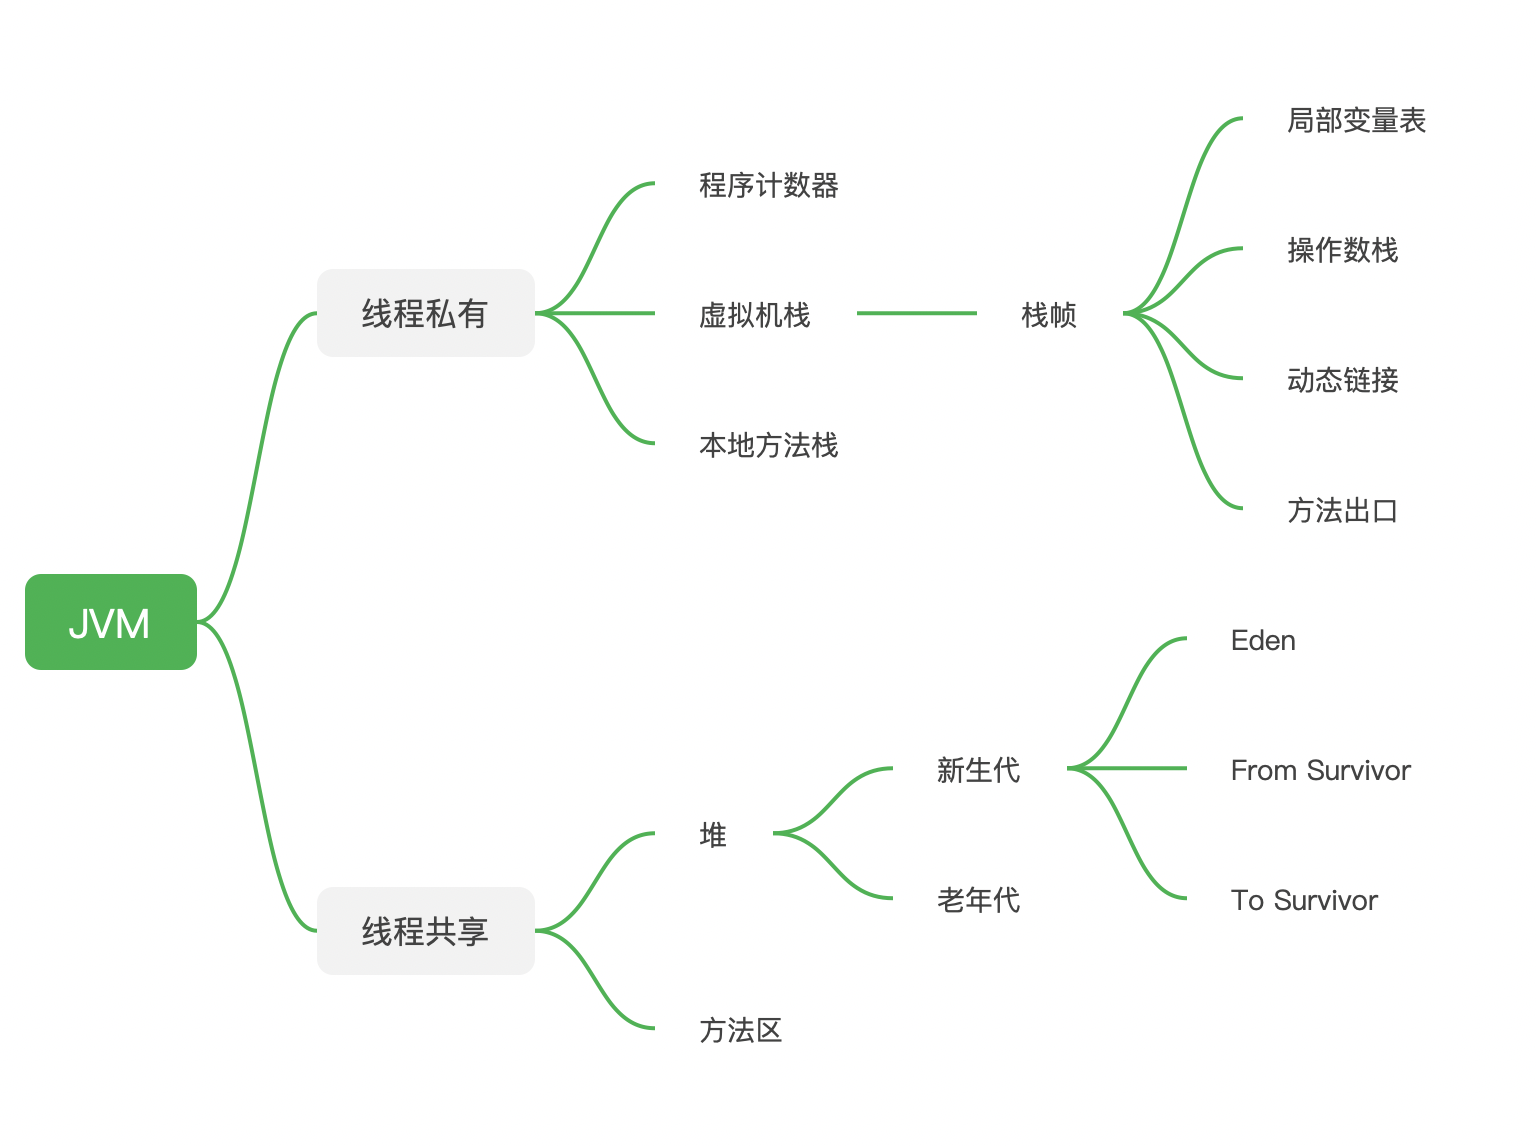 JVM
线程私有
程序计数器
虚拟机栈
栈帧
局部变量表
操作数栈
动态链接
方法出口
本地方法栈
线程共享
堆
新生代
Eden
From Survivor
To Survivor
老年代
方法区